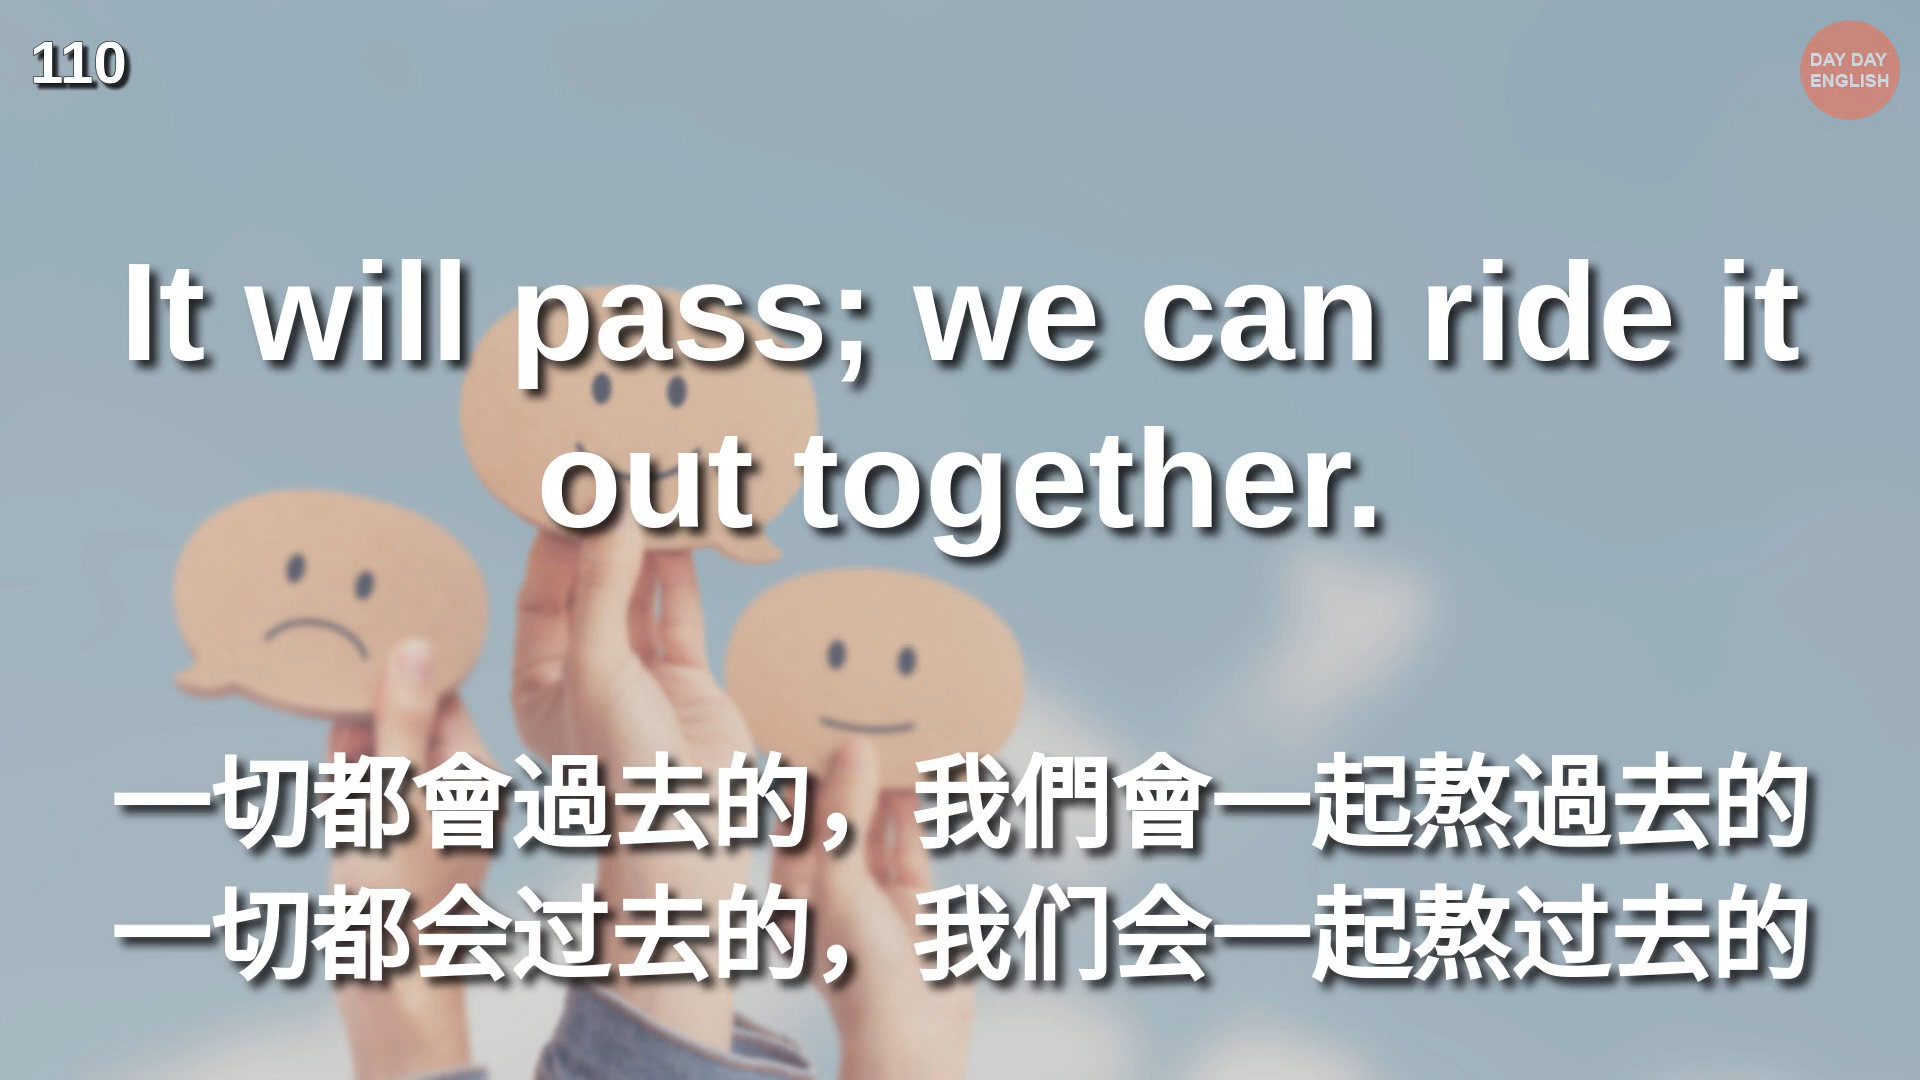 110
DAY DAY
ENGLISH
It will pass; we can ride it
out together.
一切都會過去的，我們會一起熬過去的
一切都会过去的，我们会一起熬过去的